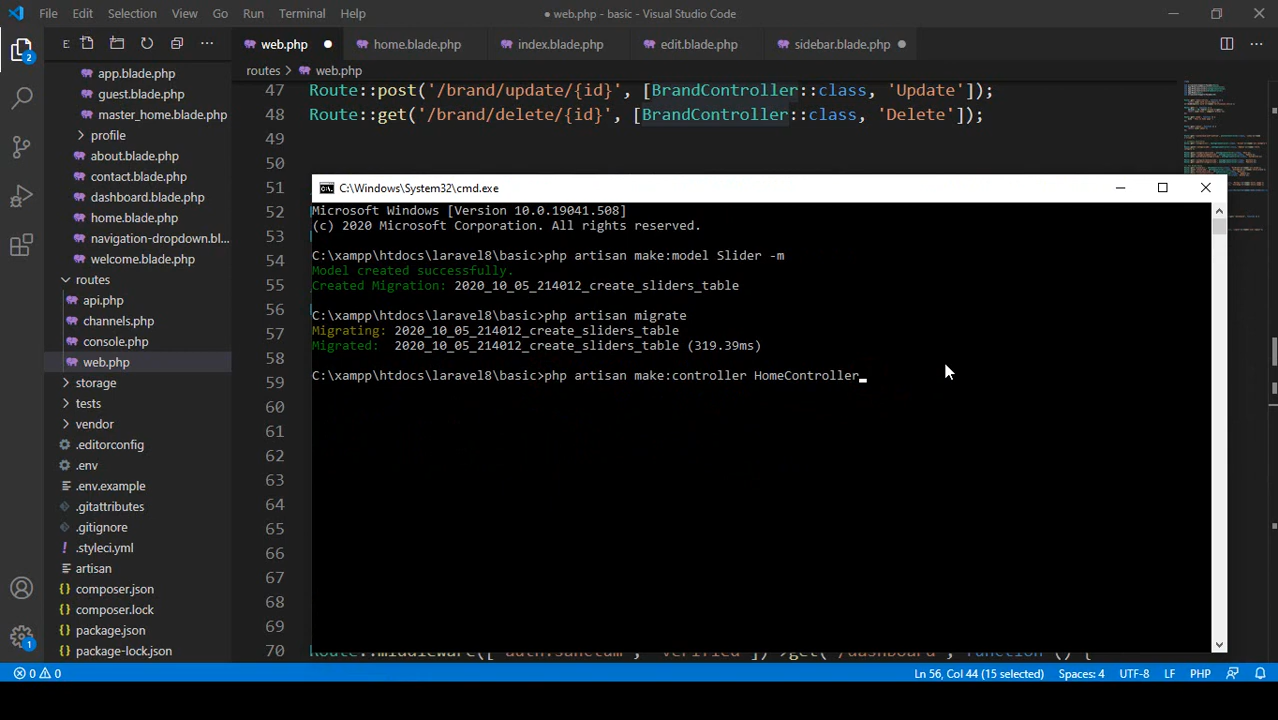 File Edit Selection View Go Run Terminal Help
● web.php - basic - Visual Studio Code
E
web.php
home.blade.php
index.blade.php
edit.blade.php
sidebar.blade.php
routes > web.php
2
app.blade.php
guest.blade.php
master_home.blade.php
profile
about.blade.php
contact.blade.php
dashboard.blade.php
home.blade.php
navigation-dropdown.bl...
welcome.blade.php
routes
api.php
channels.php
console.php
web.php
storage
tests
vendor
.editorconfig
.env
.env.example
.gitattributes
.gitignore
.styleci.yml
artisan
composer.json
composer.lock
package.json
package-lock.json
1
47 Route::post('/brand/update/{id}', [BrandController::class, 'Update']);
48 Route::get('/brand/delete/{id}', [BrandController::class, 'Delete']);
49
50
51
52
53
54
55
56
57
58
59
60
61
62
63
64
65
66
67
68
69
70 Route::middleware(['auth:sanctum', 'verified'])->get('/dashboard', function () {
C:\Windows\System32\cmd.exe
Microsoft Windows [Version 10.0.19041.508]
(c) 2020 Microsoft Corporation. All rights reserved.
C:\xampp\htdocs\laravel8\basic>php artisan make:model Slider -m
Model created successfully.
Created Migration: 2020_10_05_214012_create_sliders_table
C:\xampp\htdocs\laravel8\basic>php artisan migrate
Migrating: 2020_10_05_214012_create_sliders_table
Migrated:  2020_10_05_214012_create_sliders_table (319.39ms)
C:\xampp\htdocs\laravel8\basic>php artisan make:controller HomeController_
0 0
Ln 56, Col 44 (15 selected) Spaces: 4 UTF-8 LF PHP